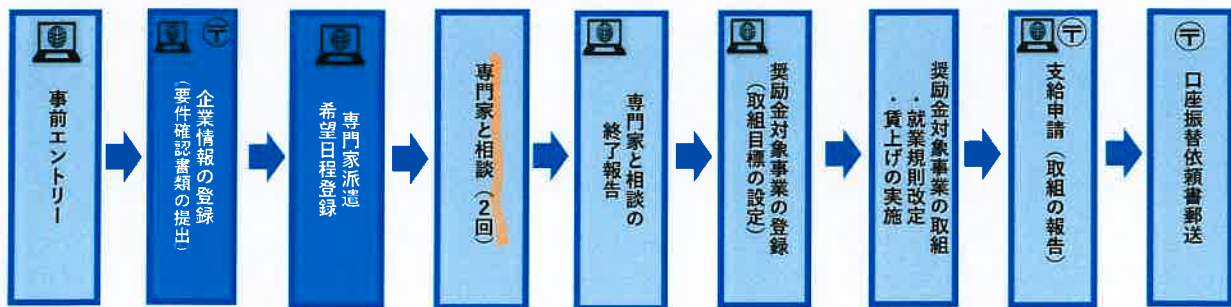 事前エントリー
〒
企業情報の登録
(要件確認書類の提出)
専門家派遣
希望日程登録
専門家と相談(2回)
専門家と相談の
終了報告
奨励金対象事業の登録
(取組目標の設定)
奨励金対象事業の取組
・就業規則改定
・賃上げの実施
〒
支給申請(取組の報告)
〒
口座振替依頼書郵送